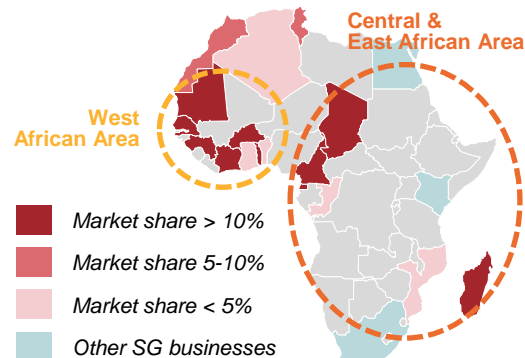 Central &
East African Area
West
African Area
Market share > 10%
Market share 5-10%
Market share < 5%
Other SG businesses